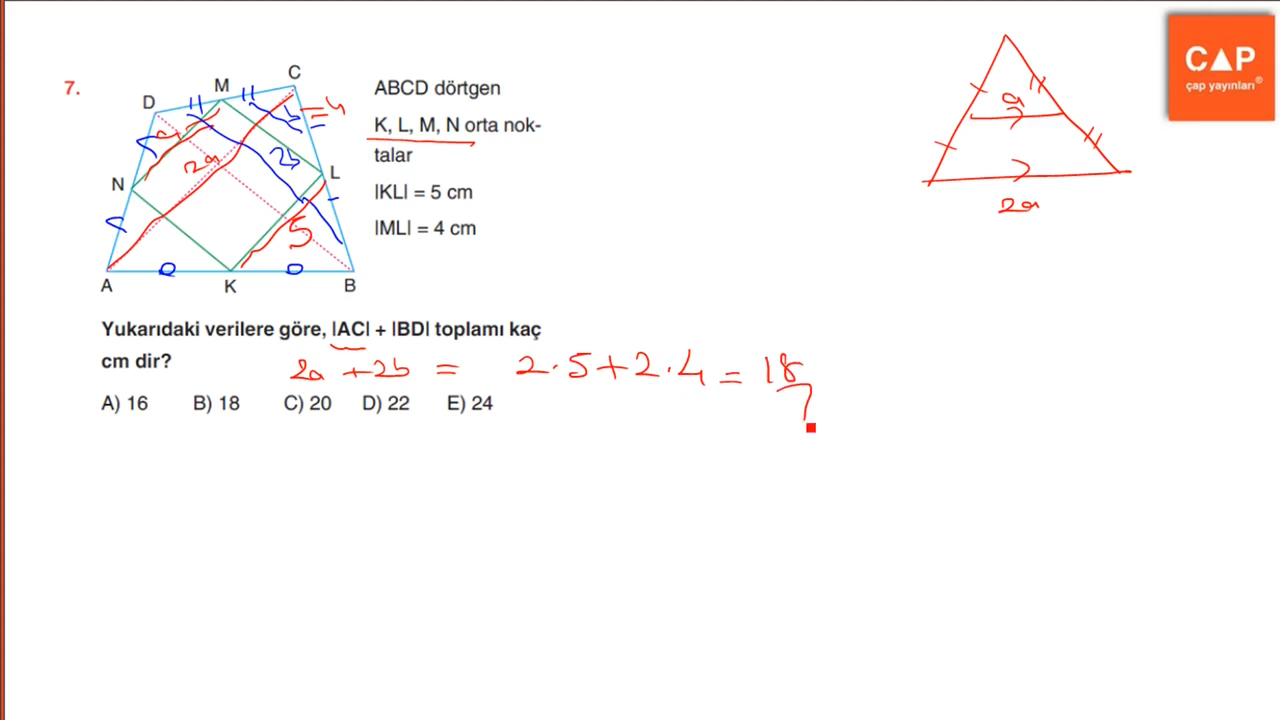 ÇAP
çap yayınları®
7.
ABCD dörtgen
K, L, M, N orta nok-
talar
|KL| = 5 cm
|ML| = 4 cm
D
M
C
N
L
A
K
B
a
2a
b = 4
2b
5
a
2a
Yukarıdaki verilere göre, |AC| + |BD| toplamı kaç
cm dir?
2a + 2b = 2·5+2·4 = 18
?
A) 16 B) 18 C) 20 D) 22 E) 24